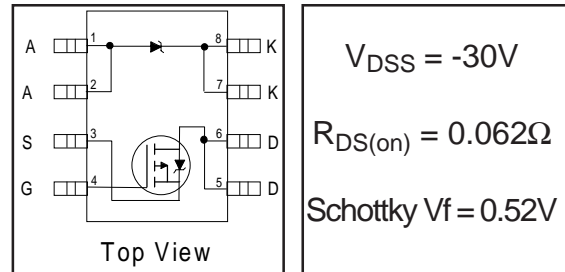 A 1 8 K
A 2 7 K
S 3 6 D
G 4 5 D
Top View
VDSS = -30V
RDS(on) = 0.062Ω
Schottky Vf = 0.52V